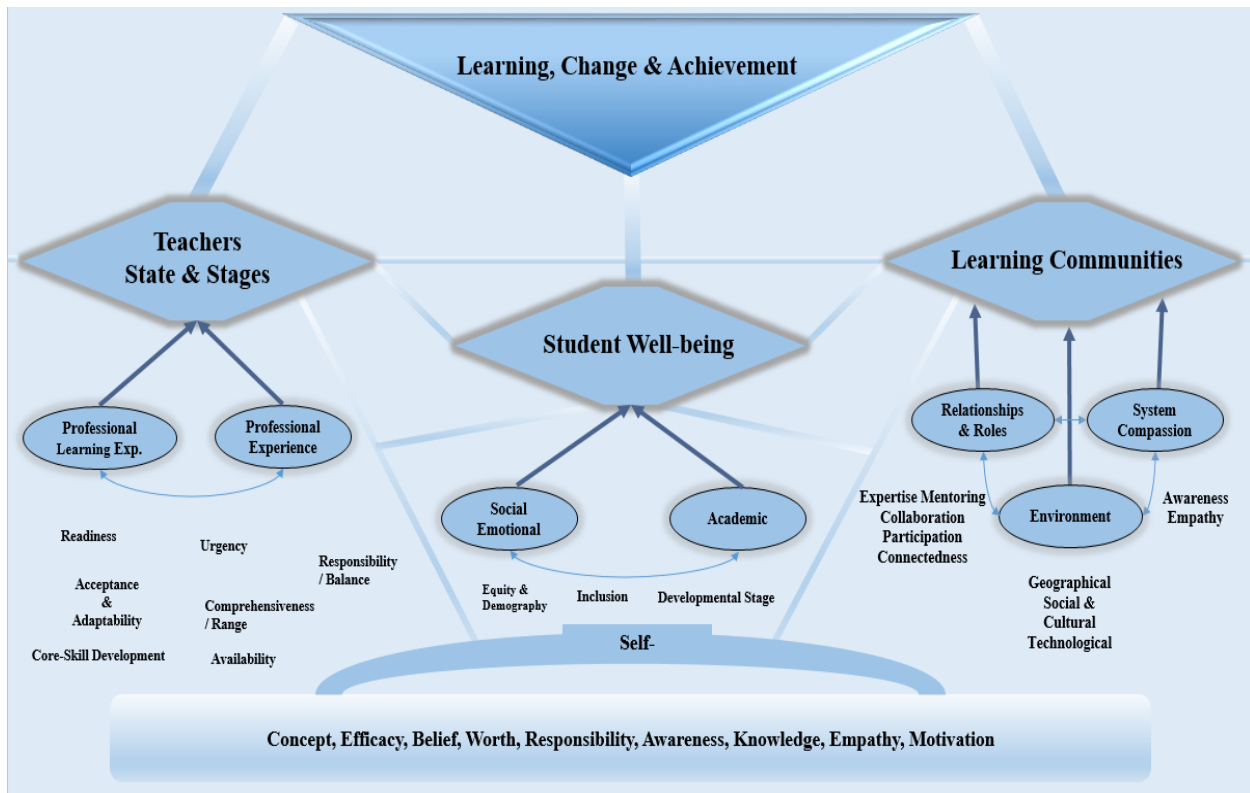 Learning, Change & Achievement
Teachers
State & Stages
Learning Communities
Student Well-being
Professional
Learning Exp.
Professional
Experience
Relationships
& Roles
System
Compassion
Social
Emotional
Academic
Environment
Expertise Mentoring
Collaboration
Participation
Connectedness
Awareness
Empathy
Readiness
Urgency
Responsibility
/ Balance
Acceptance
&
Adaptability
Comprehensiveness
/ Range
Core-Skill Development
Availability
Equity &
Demography
Inclusion
Developmental Stage
Geographical
Social &
Cultural
Technological
Self-
Concept, Efficacy, Belief, Worth, Responsibility, Awareness, Knowledge, Empathy, Motivation